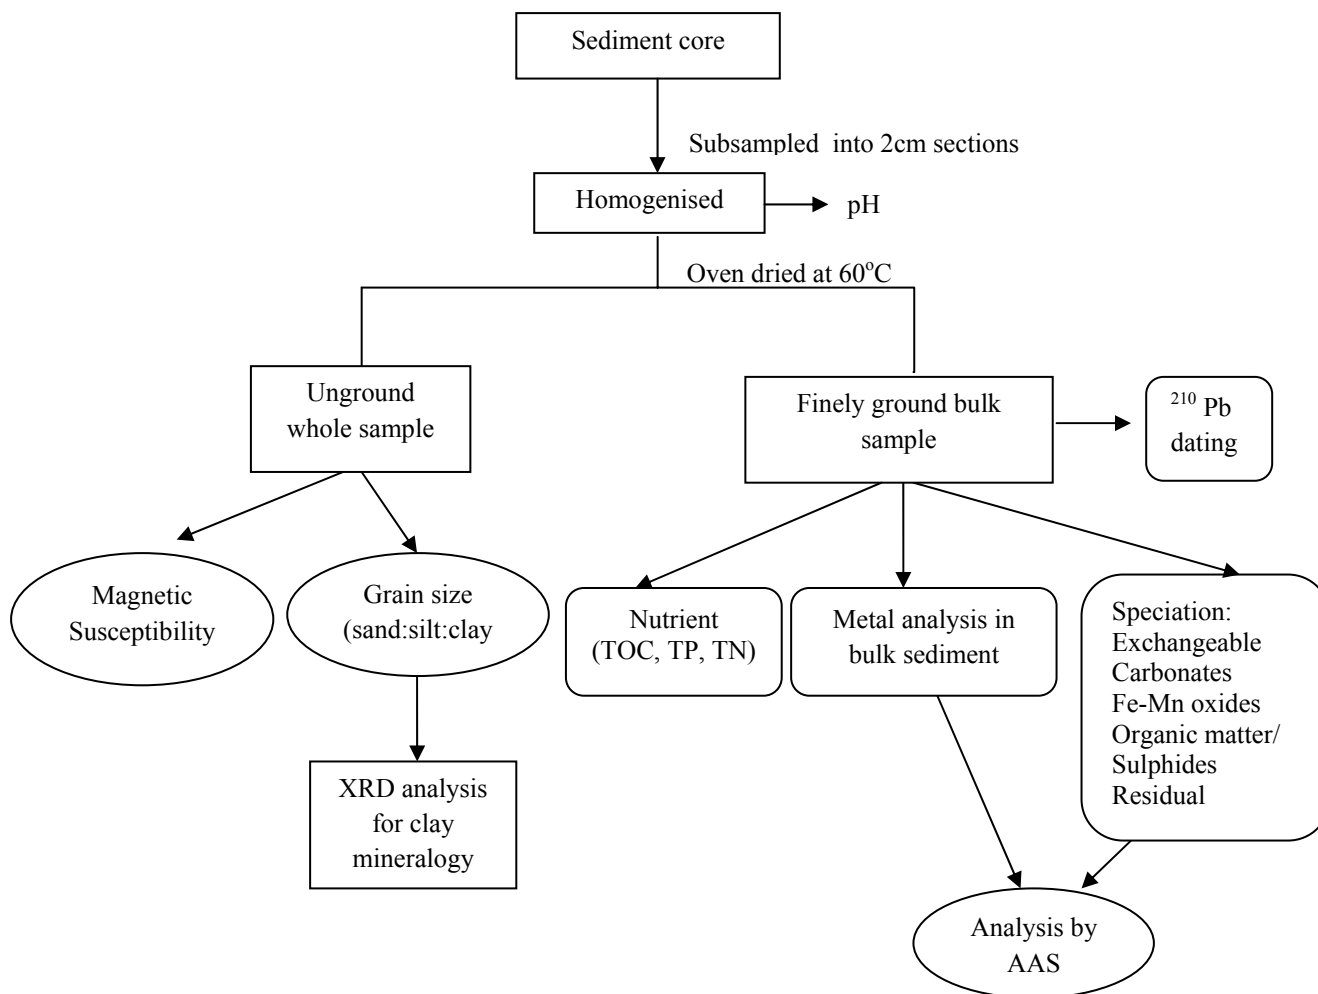 Sediment core
Subsampled into 2cm sections
Homogenised
pH
Oven dried at 60°C
Unground
whole sample
Finely ground bulk
sample
²¹⁰ Pb
dating
Magnetic
Susceptibility
Grain size
(sand:silt:clay
Nutrient
(TOC, TP, TN)
Metal analysis in
bulk sediment
Speciation:
Exchangeable
Carbonates
Fe-Mn oxides
Organic matter/
Sulphides
Residual
XRD analysis
for clay
mineralogy
Analysis by
AAS